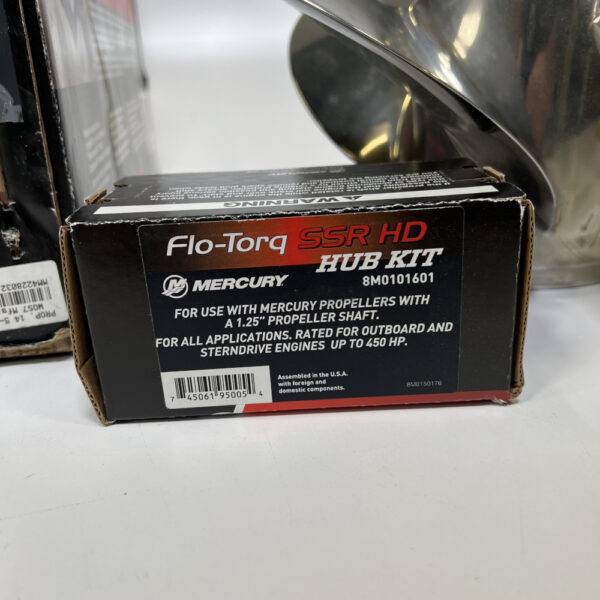 WARNING
Flo-Torq SSR HD
HUB KIT
8M0101601
MERCURY
FOR USE WITH MERCURY PROPELLERS WITH
A 1.25" PROPELLER SHAFT.
FOR ALL APPLICATIONS. RATED FOR OUTBOARD AND
STERNDRIVE ENGINES UP TO 450 HP.
Assembled in the U.S.A.
with foreign and
domestic components.
7 45061 95005 4
8M0150176
MM4228032
PROP 14 5-